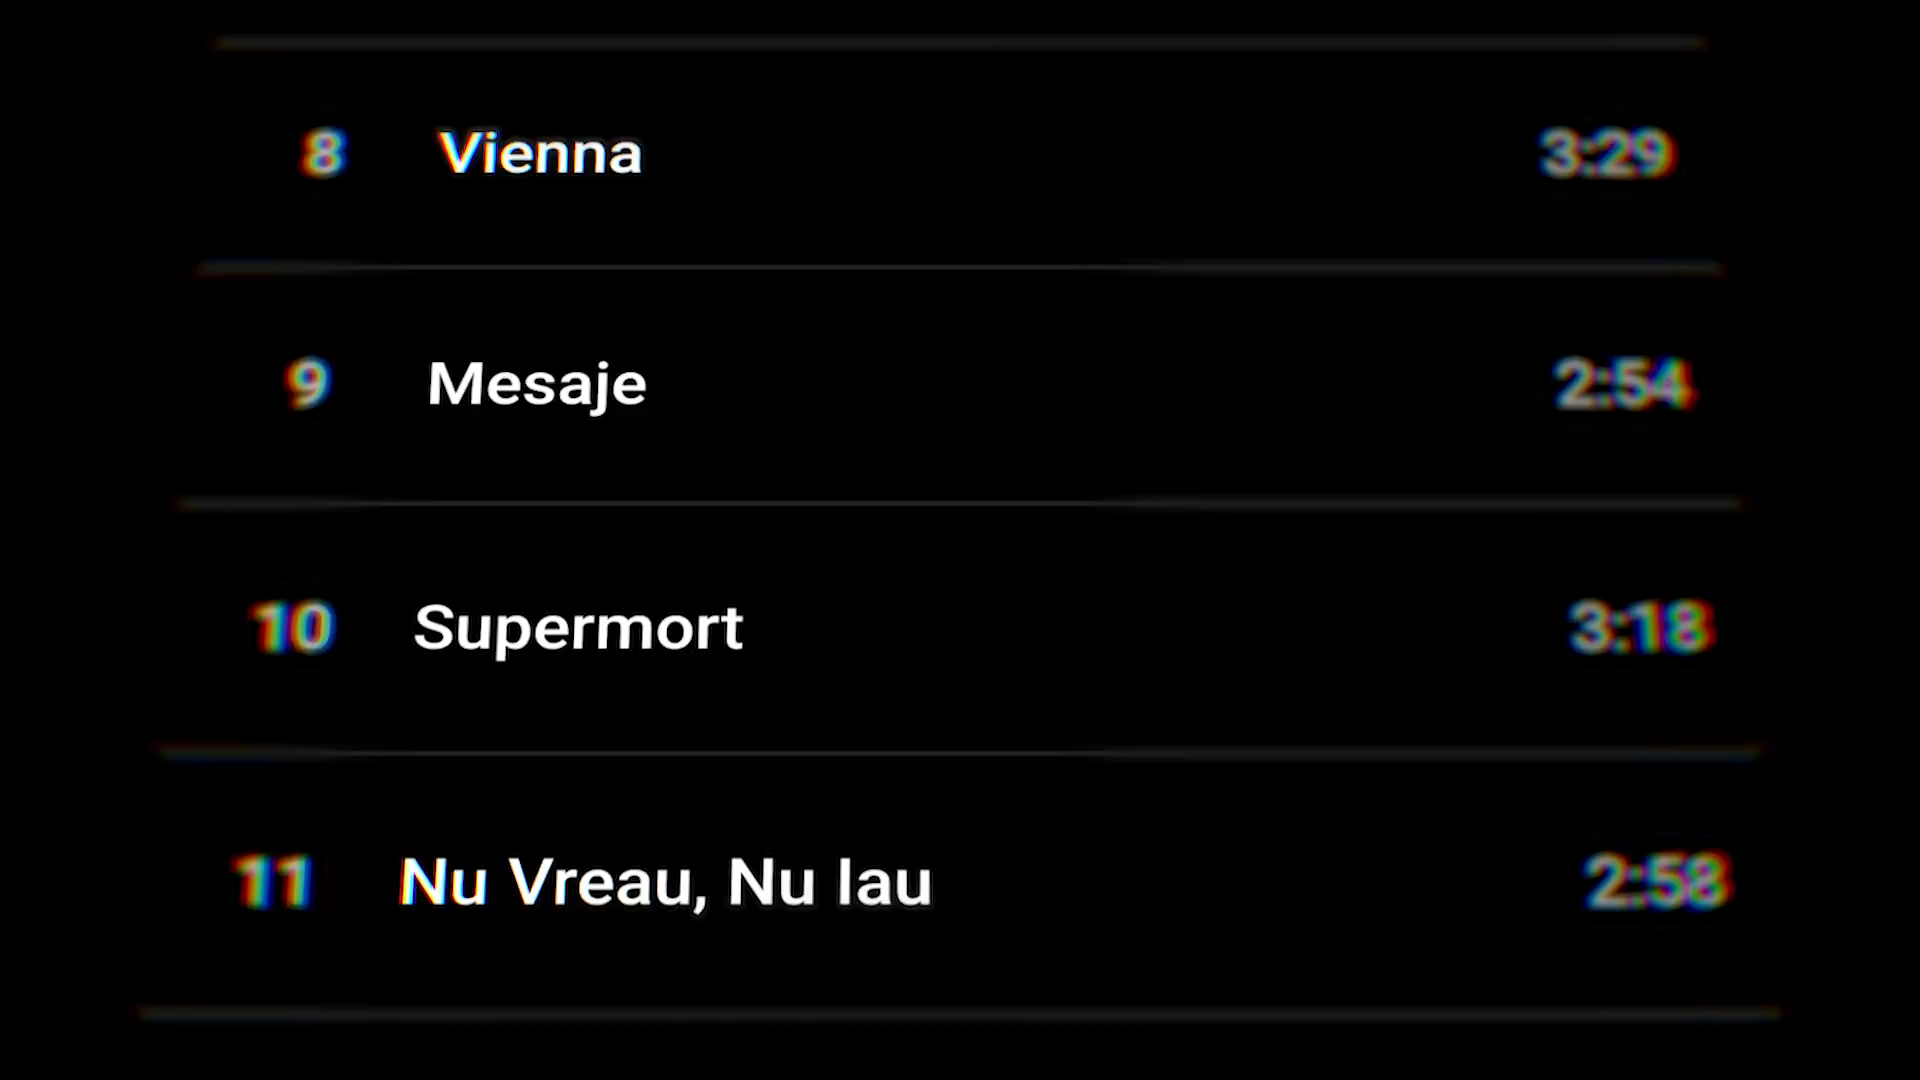 8 Vienna 3:29
9 Mesaje 2:54
10 Supermort 3:18
11 Nu Vreau, Nu Iau 2:58